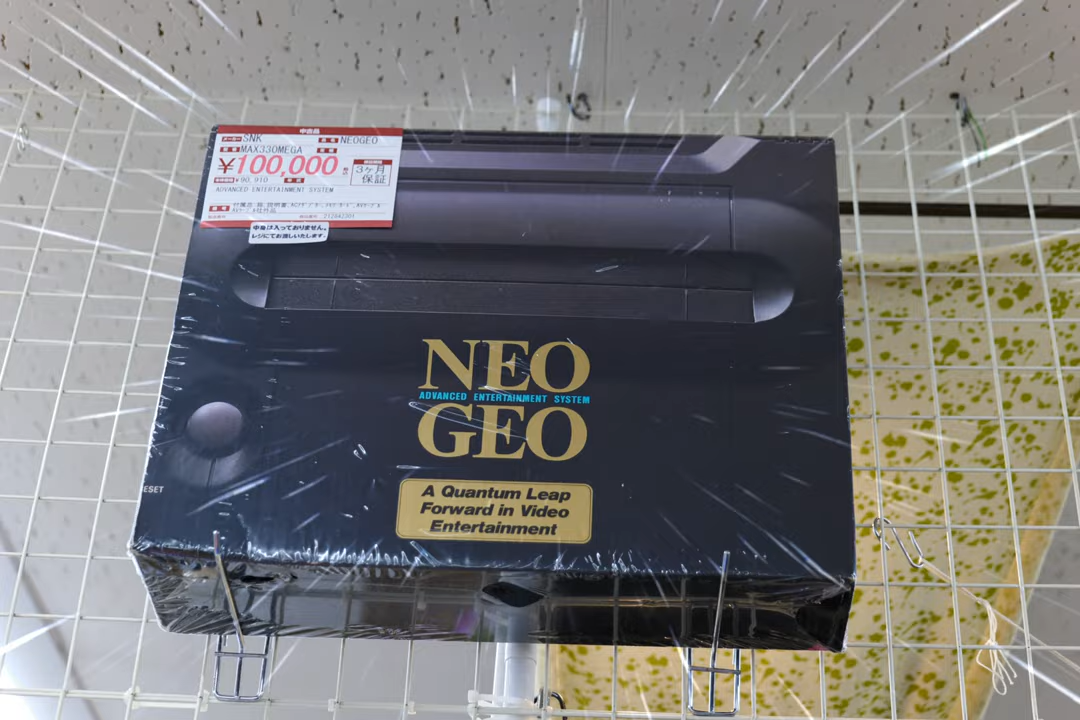 中古品
SNK NEOGEO
MAX330MEGA
¥100,000
3ヶ月
保証
¥90,910
ADVANCED ENTERTAINMENT SYSTEM
中身は入っておりません。
レジにてお渡しいたします。
NEO
ADVANCED ENTERTAINMENT SYSTEM
GEO
A Quantum Leap
Forward in Video
Entertainment
ESET